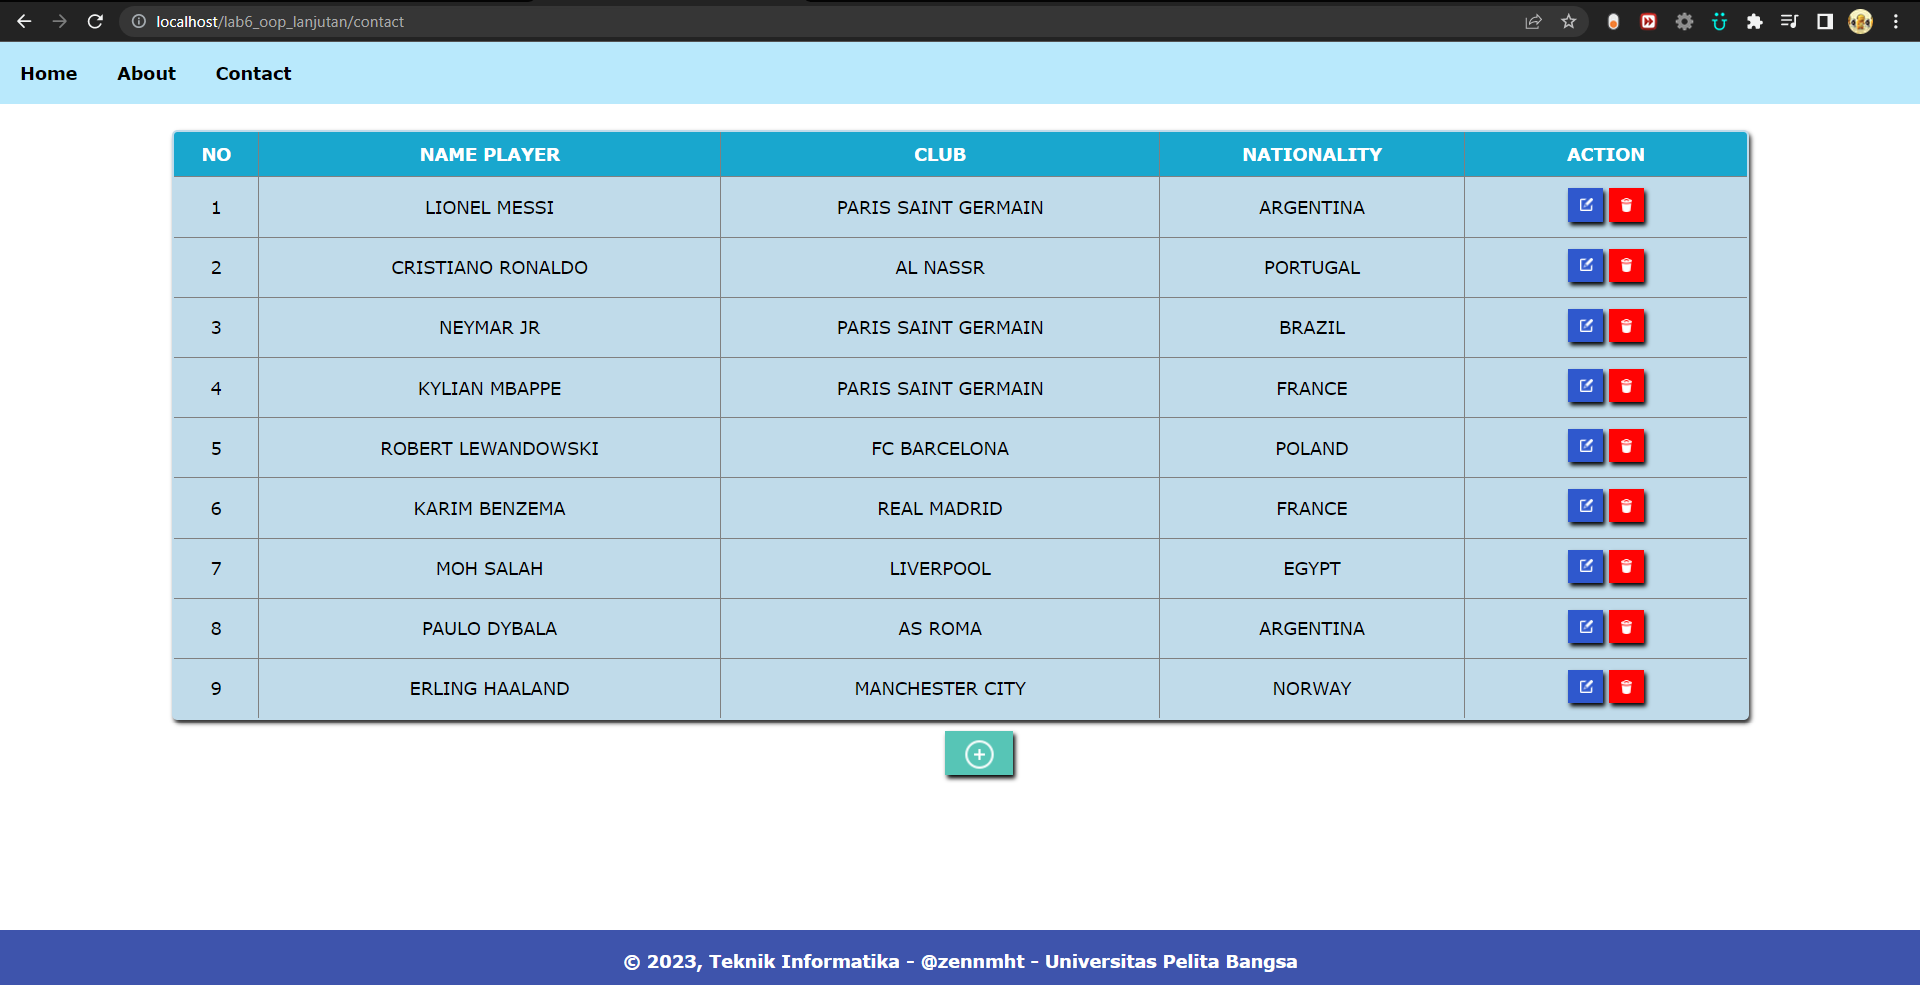 localhost/lab6_oop_lanjutan/contact
Home About Contact
NO NAME PLAYER CLUB NATIONALITY ACTION
1 LIONEL MESSI PARIS SAINT GERMAIN ARGENTINA
2 CRISTIANO RONALDO AL NASSR PORTUGAL
3 NEYMAR JR PARIS SAINT GERMAIN BRAZIL
4 KYLIAN MBAPPE PARIS SAINT GERMAIN FRANCE
5 ROBERT LEWANDOWSKI FC BARCELONA POLAND
6 KARIM BENZEMA REAL MADRID FRANCE
7 MOH SALAH LIVERPOOL EGYPT
8 PAULO DYBALA AS ROMA ARGENTINA
9 ERLING HAALAND MANCHESTER CITY NORWAY
© 2023, Teknik Informatika - @zennmht - Universitas Pelita Bangsa